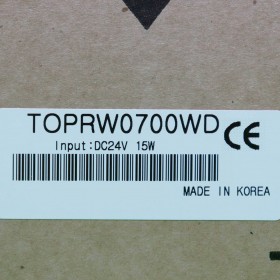 TOPRW0700WD CE
Input:DC24V 15W
MADE IN KOREA